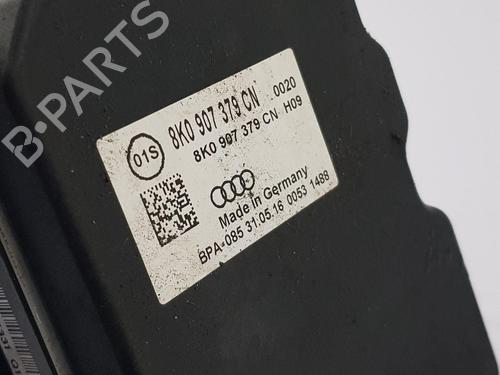 B-PARTS
01S
8K0 907 379 CN 0020
8K0 907 379 CN H09
Made in Germany
BPA-085 31.05.16 0053 1488